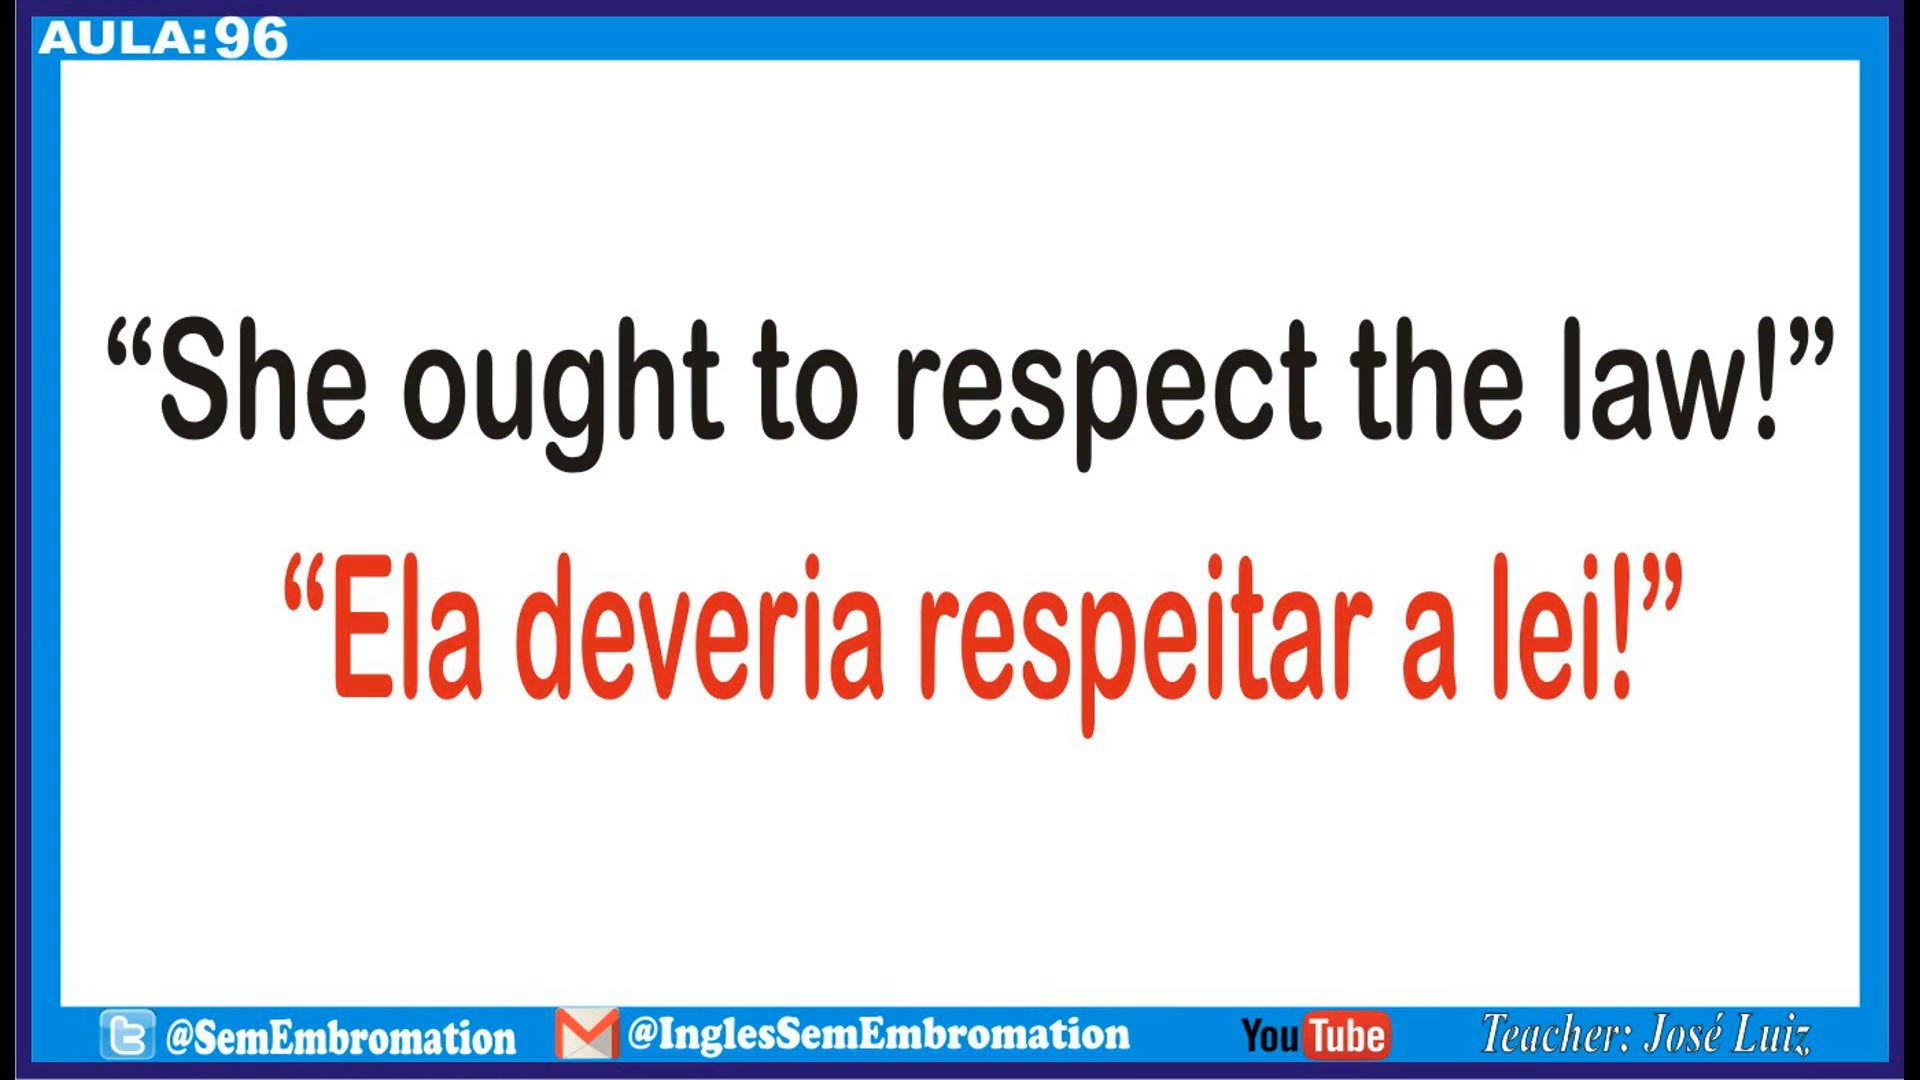 AULA: 96
“She ought to respect the law!”
“Ela deveria respeitar a lei!”
@SemEmbromation @InglesSemEmbromation YouTube Teacher: José Luiz